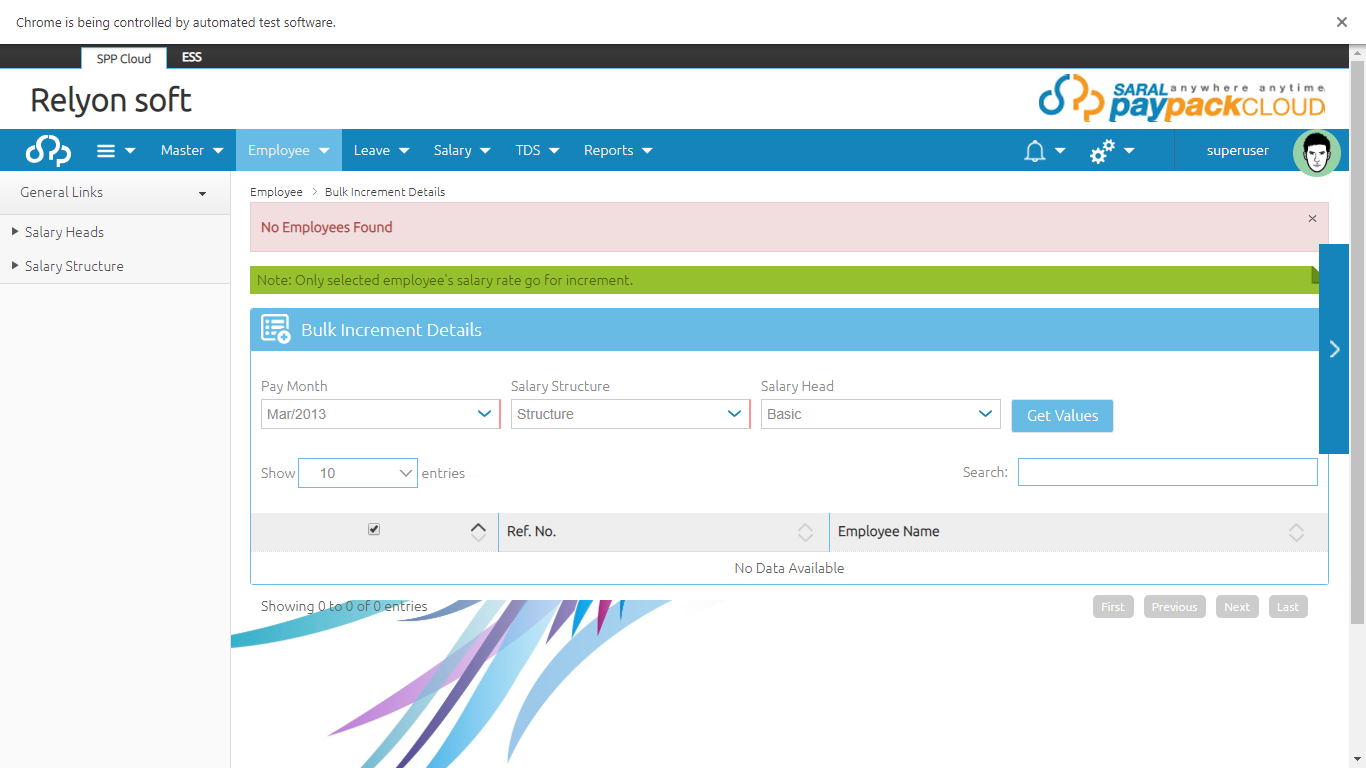 Chrome is being controlled by automated test software.
SPP Cloud ESS
Relyon soft
SARAL anywhere anytime
paypackCLOUD
Master Employee Leave Salary TDS Reports superuser
General Links
Salary Heads
Salary Structure
Employee > Bulk Increment Details
No Employees Found
Note: Only selected employee's salary rate go for increment.
Bulk Increment Details
Pay Month Salary Structure Salary Head
Mar/2013 Structure Basic Get Values
Show 10 entries Search:
Ref. No. Employee Name
No Data Available
Showing 0 to 0 of 0 entries First Previous Next Last